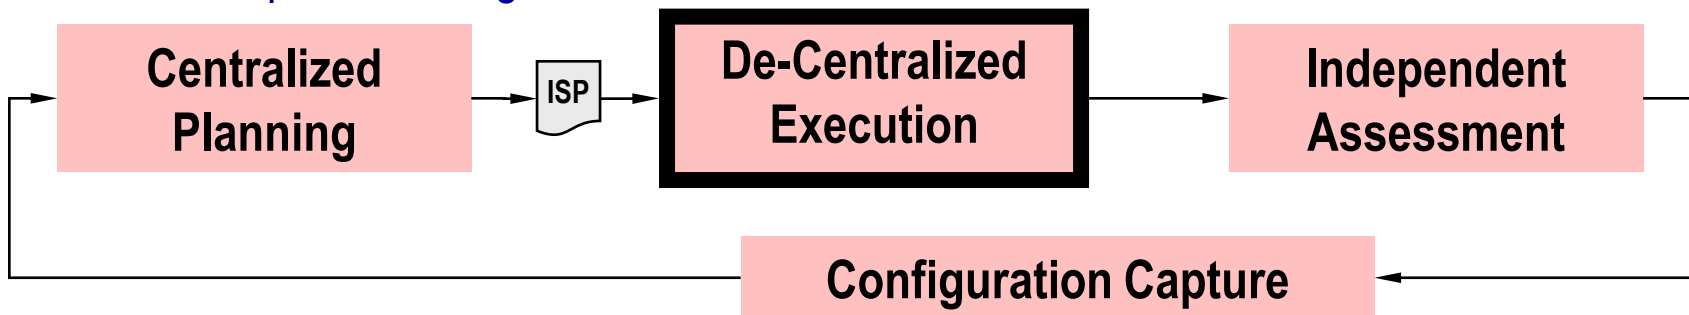 Centralized
Planning
ISP
De-Centralized
Execution
Independent
Assessment
Configuration Capture